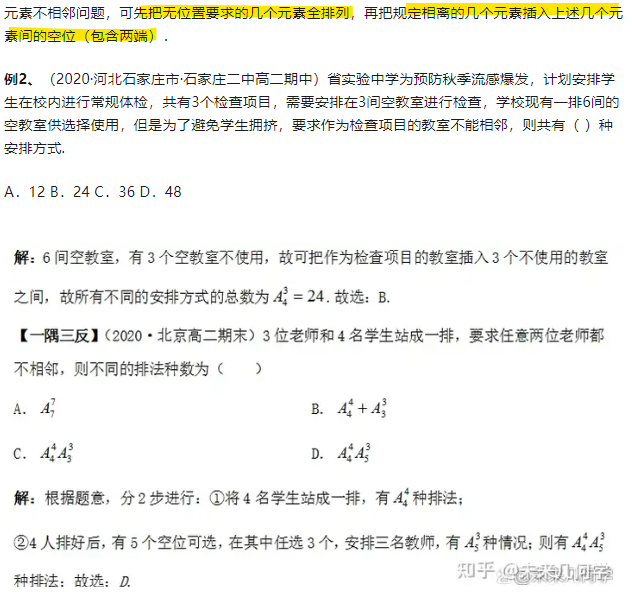 元素不相邻问题，可先把无位置要求的几个元素全排列，再把规定相离的几个元素插入上述几个元
素间的空位（包含两端）.
例2、（2020·河北石家庄市·石家庄二中高二期中）省实验中学为预防秋季流感爆发，计划安排学
生在校内进行常规体检，共有3个检查项目，需要安排在3间空教室进行检查，学校现有一排6间的
空教室供选择使用，但是为了避免学生拥挤，要求作为检查项目的教室不能相邻，则共有（ ）种
安排方式.
A．12 B．24 C．36 D．48
解：6间空教室，有3个空教室不使用，故可把作为检查项目的教室插入3个不使用的教室
之间，故所有不同的安排方式的总数为 $A_4^3=24$. 故选：B.
【一隅三反】（2020·北京高二期末）3位老师和4名学生站成一排，要求任意两位老师都
不相邻，则不同的排法种数为（ ）
A. $A_7^7$ B. $A_4^4+A_3^3$
C. $A_4^4A_3^3$ D. $A_4^4A_5^3$
解：根据题意，分2步进行：①将4名学生站成一排，有 $A_4^4$ 种排法；
②4人排好后，有5个空位可选，在其中任选3个，安排三名教师，有 $A_5^3$ 种情况；则有 $A_4^4A_5^3$
种排法；故选：D.
知乎 @未来几何学